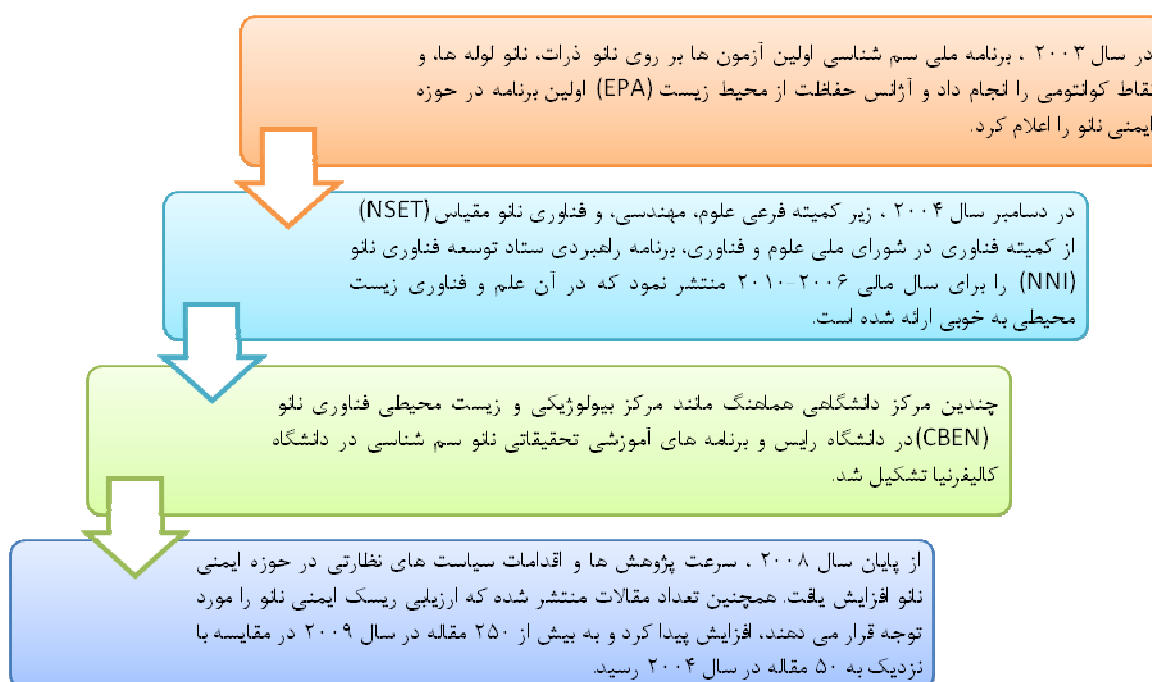 در سال ۲۰۰۳ ، برنامه ملی سم شناسی اولین آزمون ها بر روی نانو ذرات، نانو لوله ها، و
نقاط کوانتومی را انجام داد و آژانس حفاظت از محیط زیست (EPA) اولین برنامه در حوزه
ایمنی نانو را اعلام کرد.
در دسامبر سال ۲۰۰۴ ، زیر کمیته فرعی علوم، مهندسی، و فناوری نانو مقیاس (NSET)
از کمیته فناوری در شورای ملی علوم و فناوری، برنامه راهبردی ستاد توسعه فناوری نانو
(NNI) را برای سال مالی ۲۰۰۶-۲۰۱۰ منتشر نمود که در آن علم و فناوری زیست
محیطی به خوبی ارائه شده است.
چندین مرکز دانشگاهی هماهنگ مانند مرکز بیولوژیکی و زیست محیطی فناوری نانو
(CBEN)در دانشگاه رایس و برنامه های آموزشی تحقیقاتی نانو سم شناسی در دانشگاه
کالیفرنیا تشکیل شد.
از پایان سال ۲۰۰۸ ، سرعت پژوهش ها و اقدامات سیاست های نظارتی در حوزه ایمنی
نانو افزایش یافت. همچنین تعداد مقالات منتشر شده که ارزیابی ریسک ایمنی نانو را مورد
توجه قرار می دهند، افزایش پیدا کرد و به بیش از ۲۵۰ مقاله در سال ۲۰۰۹ در مقایسه با
نزدیک به ۵۰ مقاله در سال ۲۰۰۴ رسید.